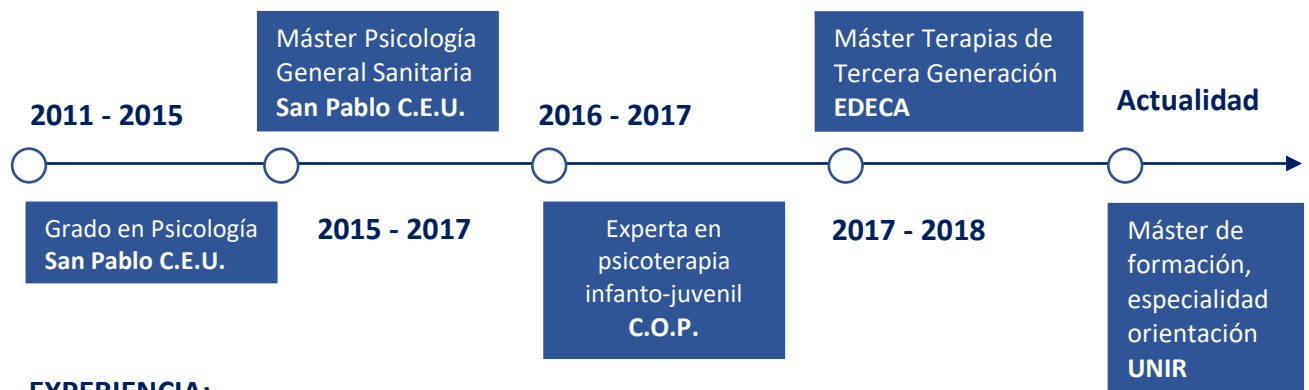 2011 - 2015
Grado en Psicología
San Pablo C.E.U.
Máster Psicología
General Sanitaria
San Pablo C.E.U.
2015 - 2017
2016 - 2017
Experta en
psicoterapia
infanto-juvenil
C.O.P.
Máster Terapias de
Tercera Generación
EDECA
2017 - 2018
Actualidad
Máster de
formación,
especialidad
orientación
UNIR
EXPERIENCIA: